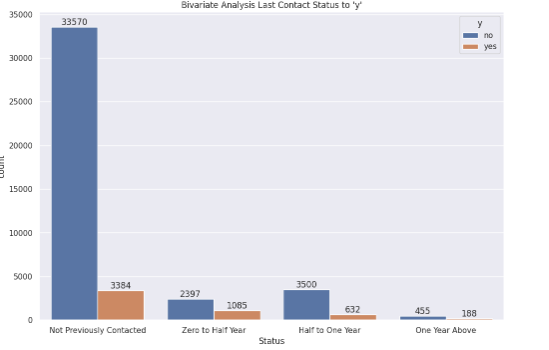 Bivariate Analysis Last Contact Status to 'y'
35000
30000
25000
20000
15000
10000
5000
0
count
y
no
yes
33570
3384
2397
1085
3500
632
455
188
Not Previously Contacted
Zero to Half Year
Half to One Year
One Year Above
Status